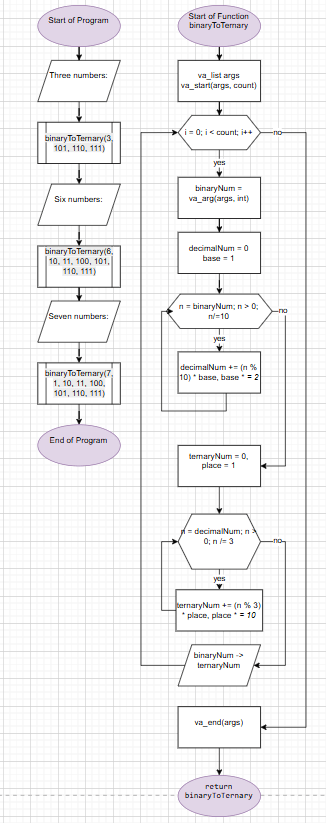 Start of Program
Three numbers:
binaryToTernary(3,
101, 110, 111)
Six numbers:
binaryToTernary(6,
10, 11, 100, 101,
110, 111)
Seven numbers:
binaryToTernary(7,
1, 10, 11, 100,
101, 110, 111)
End of Program
Start of Function
binaryToTernary
va_list args
va_start(args, count)
i = 0; i < count; i++
no
yes
binaryNum =
va_arg(args, int)
decimalNum = 0
base = 1
n = binaryNum; n > 0;
n/=10
no
yes
decimalNum += (n %
10) * base, base * = 2
ternaryNum = 0,
place = 1
n = decimalNum; n >
0; n /= 3
no
yes
ternaryNum += (n % 3)
* place, place * = 10
binaryNum ->
ternaryNum
va_end(args)
return
binaryToTernary